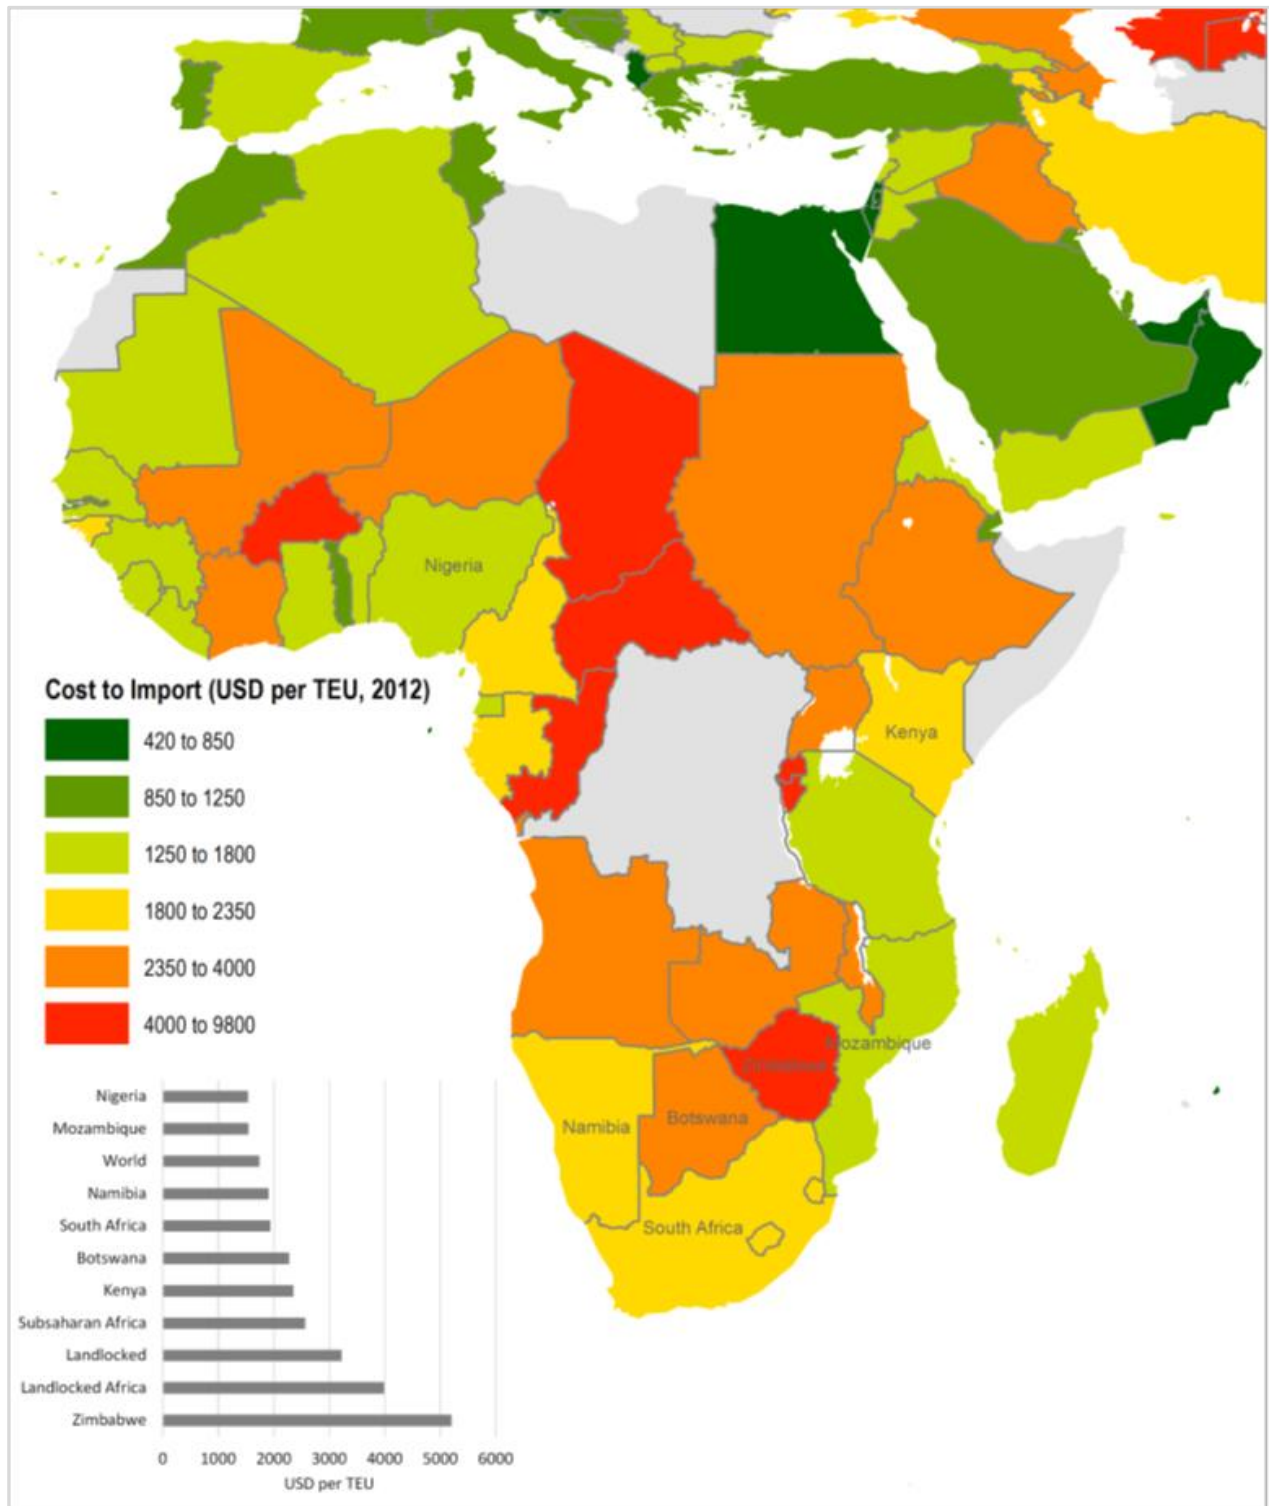 Nigeria
Cost to Import (USD per TEU, 2012)
420 to 850
850 to 1250
1250 to 1800
1800 to 2350
2350 to 4000
4000 to 9800
Kenya
Mozambique
Zimbabwe
Botswana
Namibia
South Africa
Nigeria
Mozambique
World
Namibia
South Africa
Botswana
Kenya
Subsaharan Africa
Landlocked
Landlocked Africa
Zimbabwe
0 1000 2000 3000 4000 5000 6000
USD per TEU